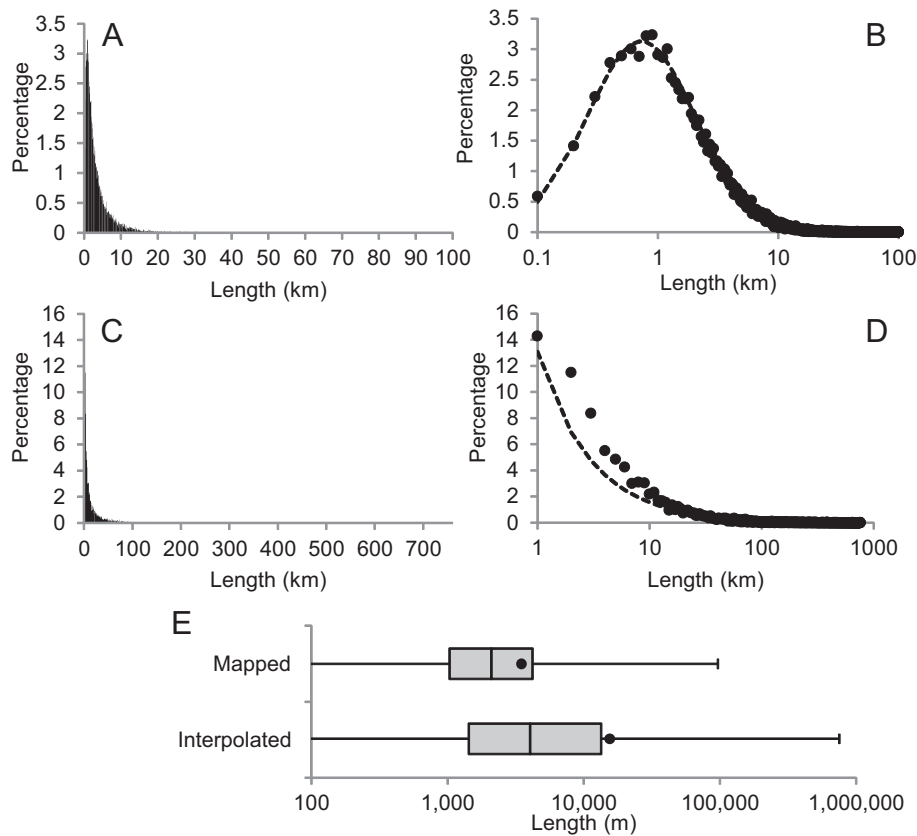 A
Percentage
3.5
3
2.5
2
1.5
1
0.5
0
0 10 20 30 40 50 60 70 80 90 100
Length (km)
B
Percentage
3.5
3
2.5
2
1.5
1
0.5
0
0.1 1 10 100
Length (km)
C
Percentage
16
14
12
10
8
6
4
2
0
0 100 200 300 400 500 600 700
Length (km)
D
Percentage
16
14
12
10
8
6
4
2
0
1 10 100 1000
Length (km)
E
Mapped
Interpolated
100 1,000 10,000 100,000 1,000,000
Length (m)